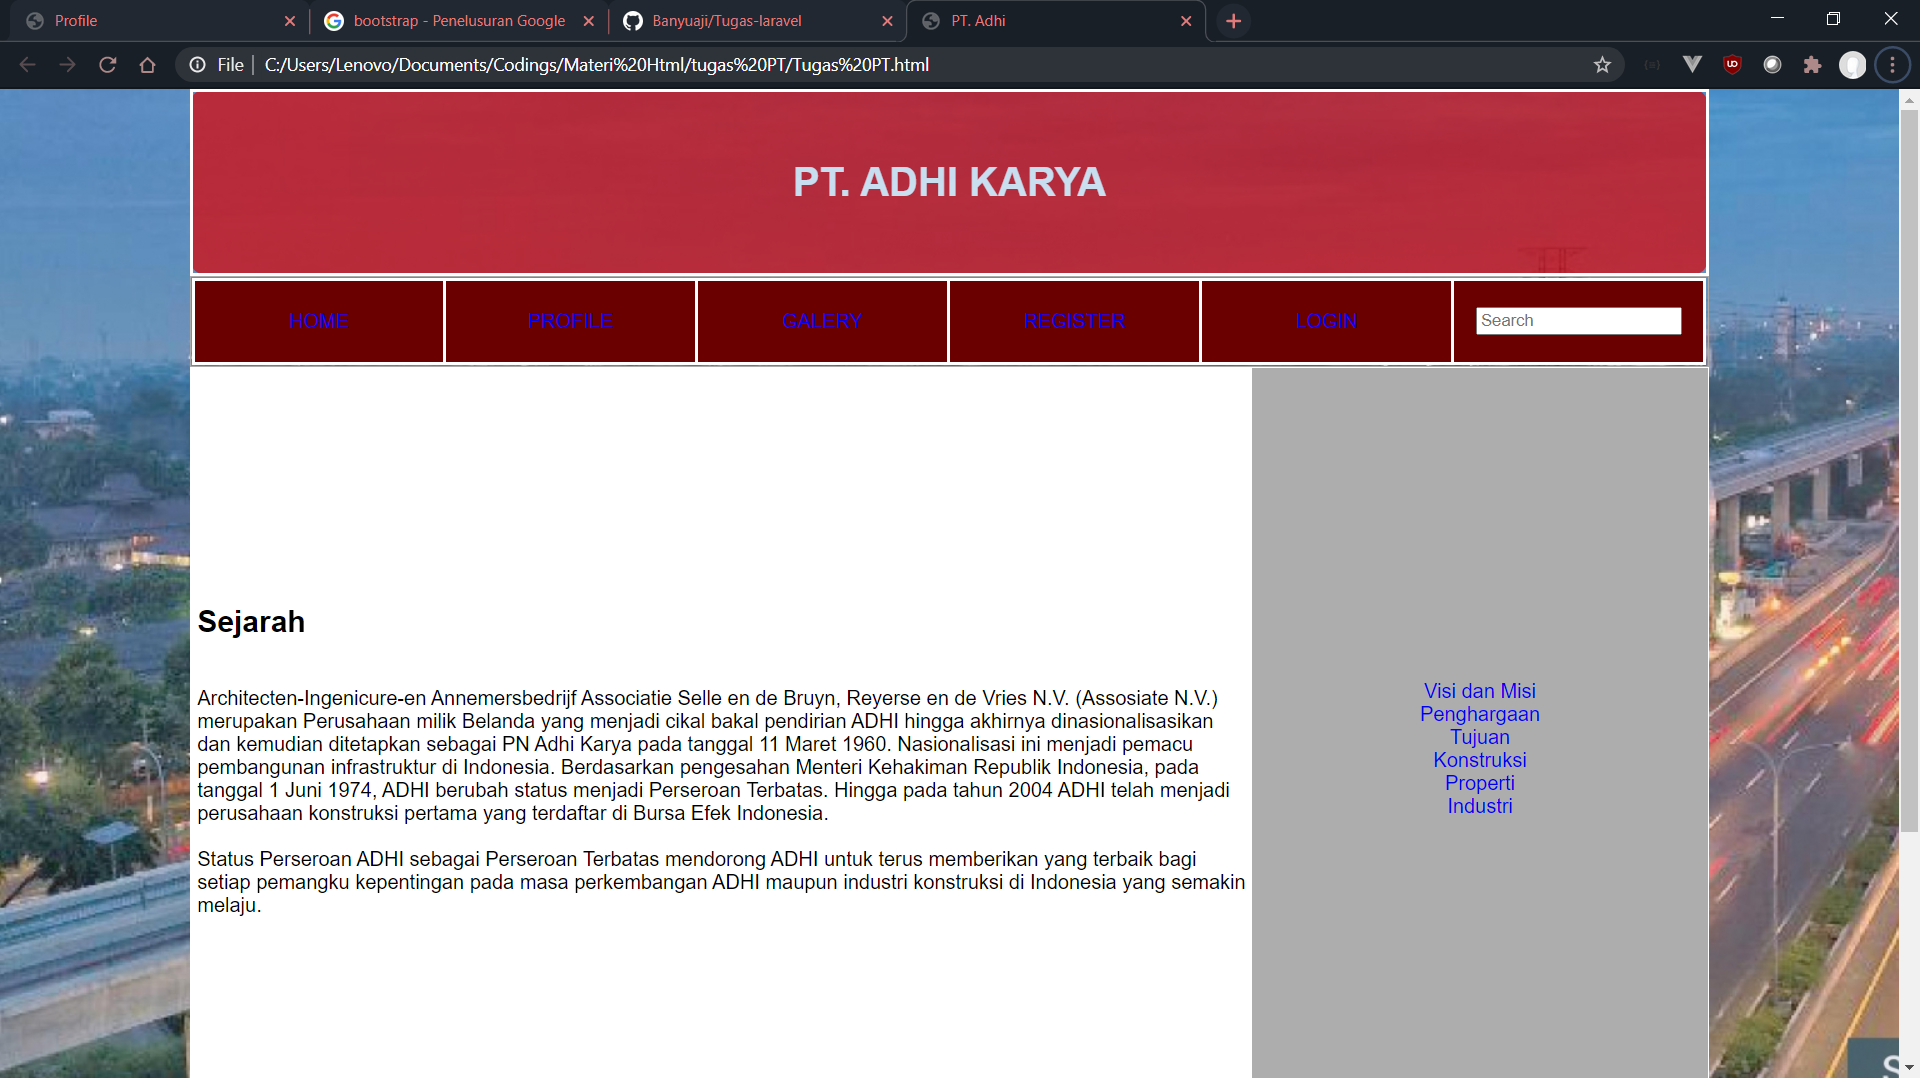 Profile
bootstrap - Penelusuran Google
Banyuaji/Tugas-laravel
PT. Adhi
File | C:/Users/Lenovo/Documents/Codings/Materi%20Html/tugas%20PT/Tugas%20PT.html
PT. ADHI KARYA
HOME
PROFILE
GALERY
REGISTER
LOGIN
Search
Sejarah
Architecten-Ingenicure-en Annemersbedrijf Associatie Selle en de Bruyn, Reyerse en de Vries N.V. (Assosiate N.V.)
merupakan Perusahaan milik Belanda yang menjadi cikal bakal pendirian ADHI hingga akhirnya dinasionalisasikan
dan kemudian ditetapkan sebagai PN Adhi Karya pada tanggal 11 Maret 1960. Nasionalisasi ini menjadi pemacu
pembangunan infrastruktur di Indonesia. Berdasarkan pengesahan Menteri Kehakiman Republik Indonesia, pada
tanggal 1 Juni 1974, ADHI berubah status menjadi Perseroan Terbatas. Hingga pada tahun 2004 ADHI telah menjadi
perusahaan konstruksi pertama yang terdaftar di Bursa Efek Indonesia.
Status Perseroan ADHI sebagai Perseroan Terbatas mendorong ADHI untuk terus memberikan yang terbaik bagi
setiap pemangku kepentingan pada masa perkembangan ADHI maupun industri konstruksi di Indonesia yang semakin
melaju.
Visi dan Misi
Penghargaan
Tujuan
Konstruksi
Properti
Industri